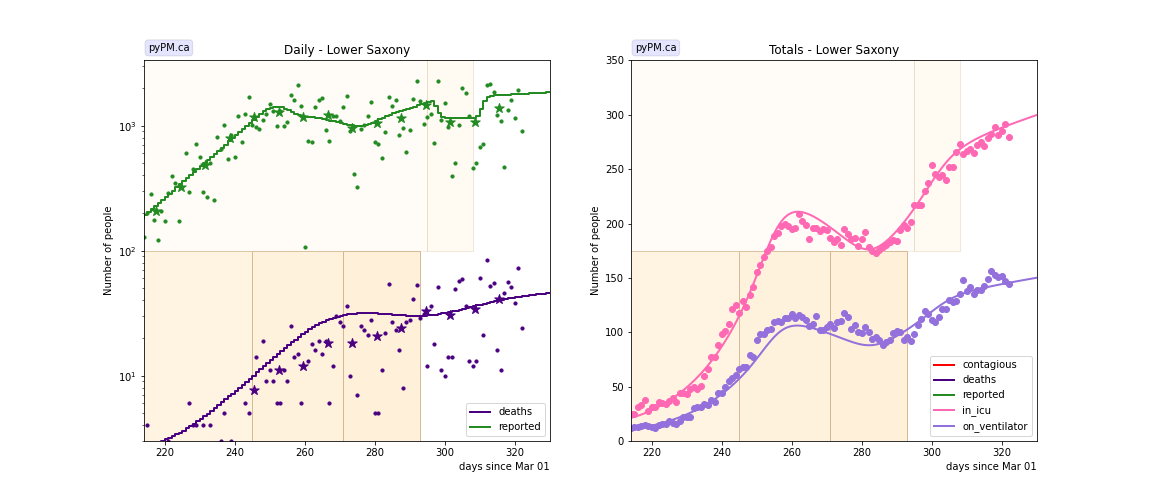 pyPM.ca
Daily - Lower Saxony
Number of people
10³
10²
10¹
220
240
260
280
300
320
days since Mar 01
deaths
reported
pyPM.ca
Totals - Lower Saxony
Number of people
350
300
250
200
150
100
50
0
220
240
260
280
300
320
days since Mar 01
contagious
deaths
reported
in_icu
on_ventilator